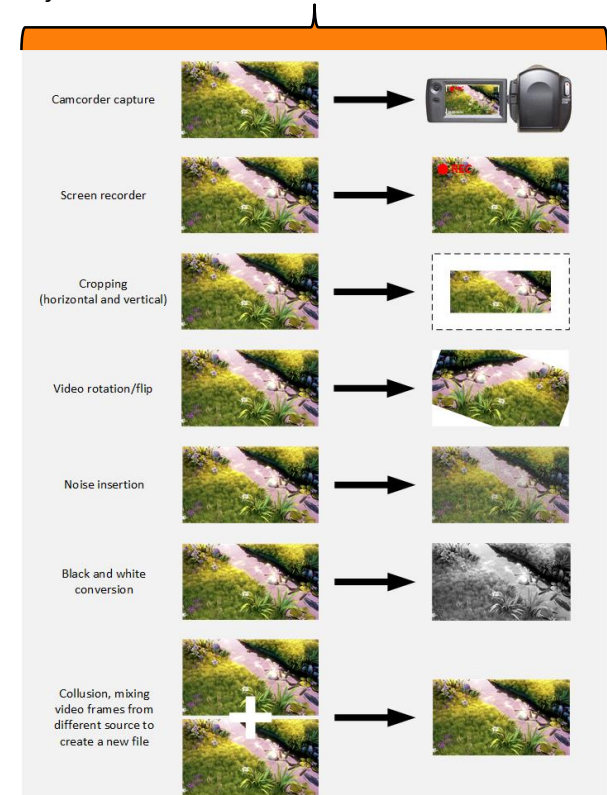 Camcorder capture
Screen recorder
REC
Cropping
(horizontal and vertical)
Video rotation/flip
Noise insertion
Black and white
conversion
Collusion, mixing
video frames from
different source to
create a new file